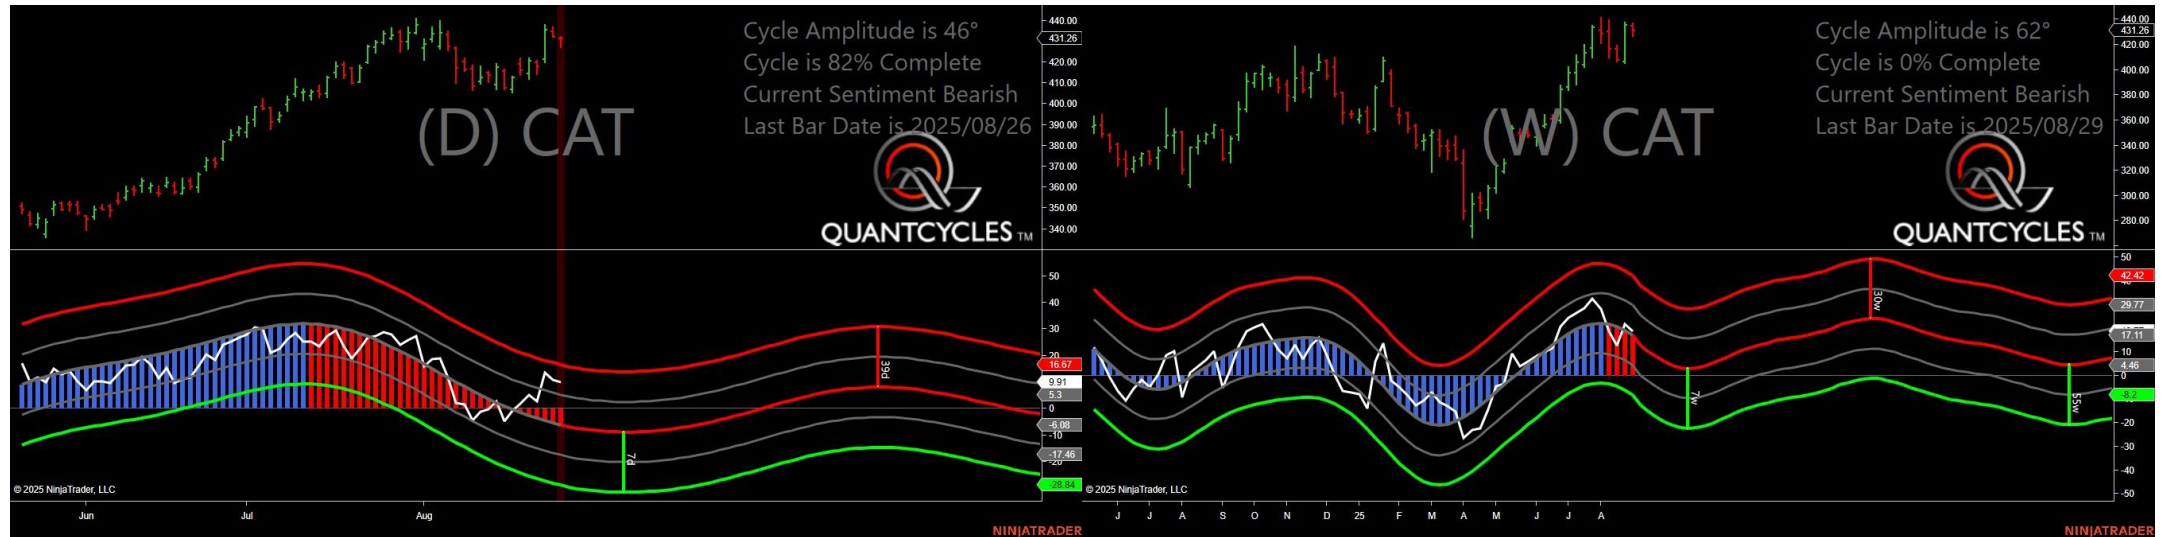 Cycle Amplitude is 46°
Cycle is 82% Complete
Current Sentiment Bearish
Last Bar Date is 2025/08/26
(D) CAT
QUANTCYCLES TM
440.00
431.26
420.00
410.00
400.00
390.00
380.00
370.00
360.00
350.00
340.00
50
40
30
20
16.67
9.91
5.3
0
-6.08
-10
-17.46
-20
-28.84
39d
7d
© 2025 NinjaTrader, LLC
Jun Jul Aug
NINJATRADER
Cycle Amplitude is 62°
Cycle is 0% Complete
Current Sentiment Bearish
Last Bar Date is 2025/08/29
(W) CAT
QUANTCYCLES TM
440.00
431.26
420.00
400.00
380.00
360.00
340.00
320.00
300.00
280.00
50
42.42
29.77
17.11
10
4.46
0
-8.2
-20
-30
-40
-50
30w
7w
55w
© 2025 NinjaTrader, LLC
J J A S O N D 25 F M A M J J A
NINJATRADER